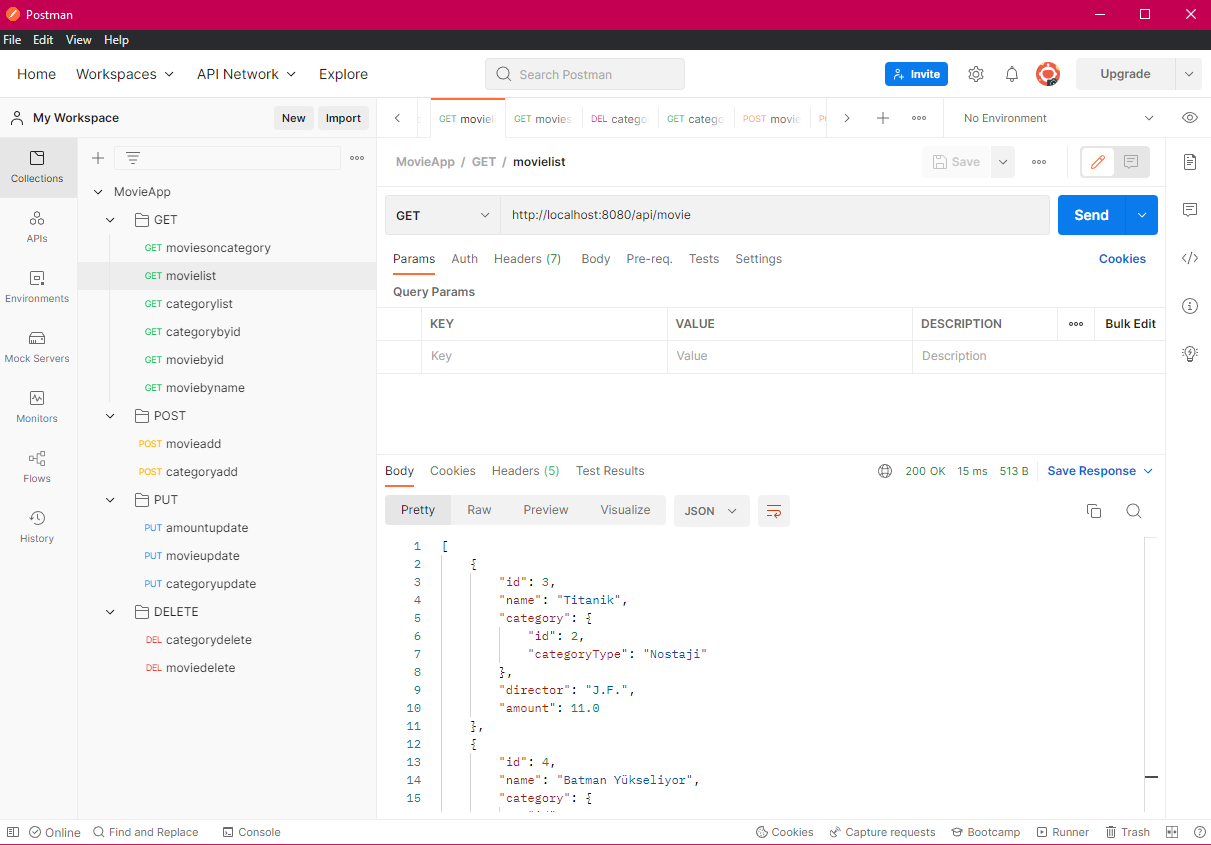 Postman
File Edit View Help
Home Workspaces API Network Explore Search Postman Invite Upgrade
My Workspace New Import
GET moviel GET movies DEL catego GET catego POST movie No Environment
Collections
APIs
Environments
Mock Servers
Monitors
Flows
History
MovieApp
GET
GET moviesoncategory
GET movielist
GET categorylist
GET categorybyid
GET moviebyid
GET moviebyname
POST
POST movieadd
POST categoryadd
PUT
PUT amountupdate
PUT movieupdate
PUT categoryupdate
DELETE
DEL categorydelete
DEL moviedelete
MovieApp / GET / movielist Save
GET http://localhost:8080/api/movie Send
Params Auth Headers (7) Body Pre-req. Tests Settings Cookies
Query Params
KEY VALUE DESCRIPTION Bulk Edit
Key Value Description
Body Cookies Headers (5) Test Results 200 OK 15 ms 513 B Save Response
Pretty Raw Preview Visualize JSON
1 [
2 {
3 "id": 3,
4 "name": "Titanik",
5 "category": {
6 "id": 2,
7 "categoryType": "Nostaji"
8 },
9 "director": "J.F.",
10 "amount": 11.0
11 },
12 {
13 "id": 4,
14 "name": "Batman Yükseliyor",
15 "category": {
Online Find and Replace Console Cookies Capture requests Bootcamp Runner Trash